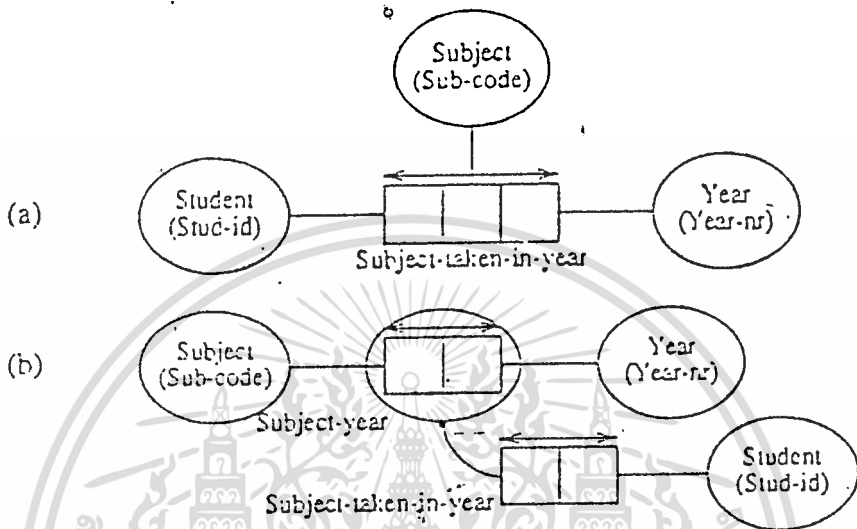 Subject
(Sub-code)
(a)
Student
(Stud-id)
Year
(Year-nr)
Subject-taken-in-year
(b)
Subject
(Sub-code)
Year
(Year-nr)
Subject-year
Student
(Stud-id)
Subject-taken-in-year